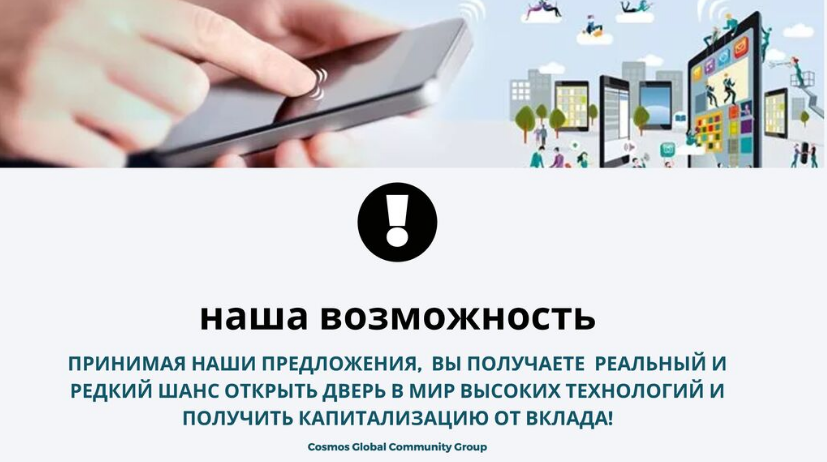 наша возможность
ПРИНИМАЯ НАШИ ПРЕДЛОЖЕНИЯ, ВЫ ПОЛУЧАЕТЕ РЕАЛЬНЫЙ И
РЕДКИЙ ШАНС ОТКРЫТЬ ДВЕРЬ В МИР ВЫСОКИХ ТЕХНОЛОГИЙ И
ПОЛУЧИТЬ КАПИТАЛИЗАЦИЮ ОТ ВКЛАДА!
Cosmos Global Community Group